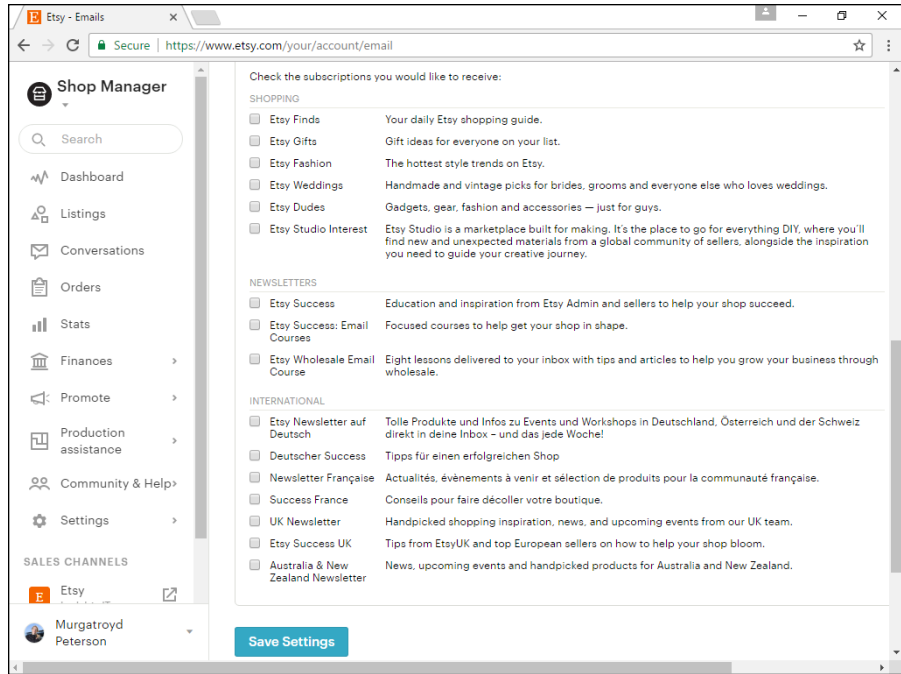 Etsy - Emails
Secure https://www.etsy.com/your/account/email
Shop Manager
Search
Dashboard
Listings
Conversations
Orders
Stats
Finances
Promote
Production
assistance
Community & Help
Settings
SALES CHANNELS
E
Etsy
Murgatroyd
Peterson
Check the subscriptions you would like to receive:
SHOPPING
Etsy Finds Your daily Etsy shopping guide.
Etsy Gifts Gift ideas for everyone on your list.
Etsy Fashion The hottest style trends on Etsy.
Etsy Weddings Handmade and vintage picks for brides, grooms and everyone else who loves weddings.
Etsy Dudes Gadgets, gear, fashion and accessories — just for guys.
Etsy Studio Interest Etsy Studio is a marketplace built for making. It's the place to go for everything DIY, where you'll
find new and unexpected materials from a global community of sellers, alongside the inspiration
you need to guide your creative journey.
NEWSLETTERS
Etsy Success Education and inspiration from Etsy Admin and sellers to help your shop succeed.
Etsy Success: Email Focused courses to help get your shop in shape.
Courses
Etsy Wholesale Email Eight lessons delivered to your inbox with tips and articles to help you grow your business through
Course wholesale.
INTERNATIONAL
Etsy Newsletter auf Tolle Produkte und Infos zu Events und Workshops in Deutschland, Österreich und der Schweiz
Deutsch direkt in deine Inbox – und das jede Woche!
Deutscher Success Tipps für einen erfolgreichen Shop
Newsletter Française Actualités, évènements à venir et sélection de produits pour la communauté française.
Success France Conseils pour faire décoller votre boutique.
UK Newsletter Handpicked shopping inspiration, news, and upcoming events from our UK team.
Etsy Success UK Tips from EtsyUK and top European sellers on how to help your shop bloom.
Australia & New News, upcoming events and handpicked products for Australia and New Zealand.
Zealand Newsletter
Save Settings